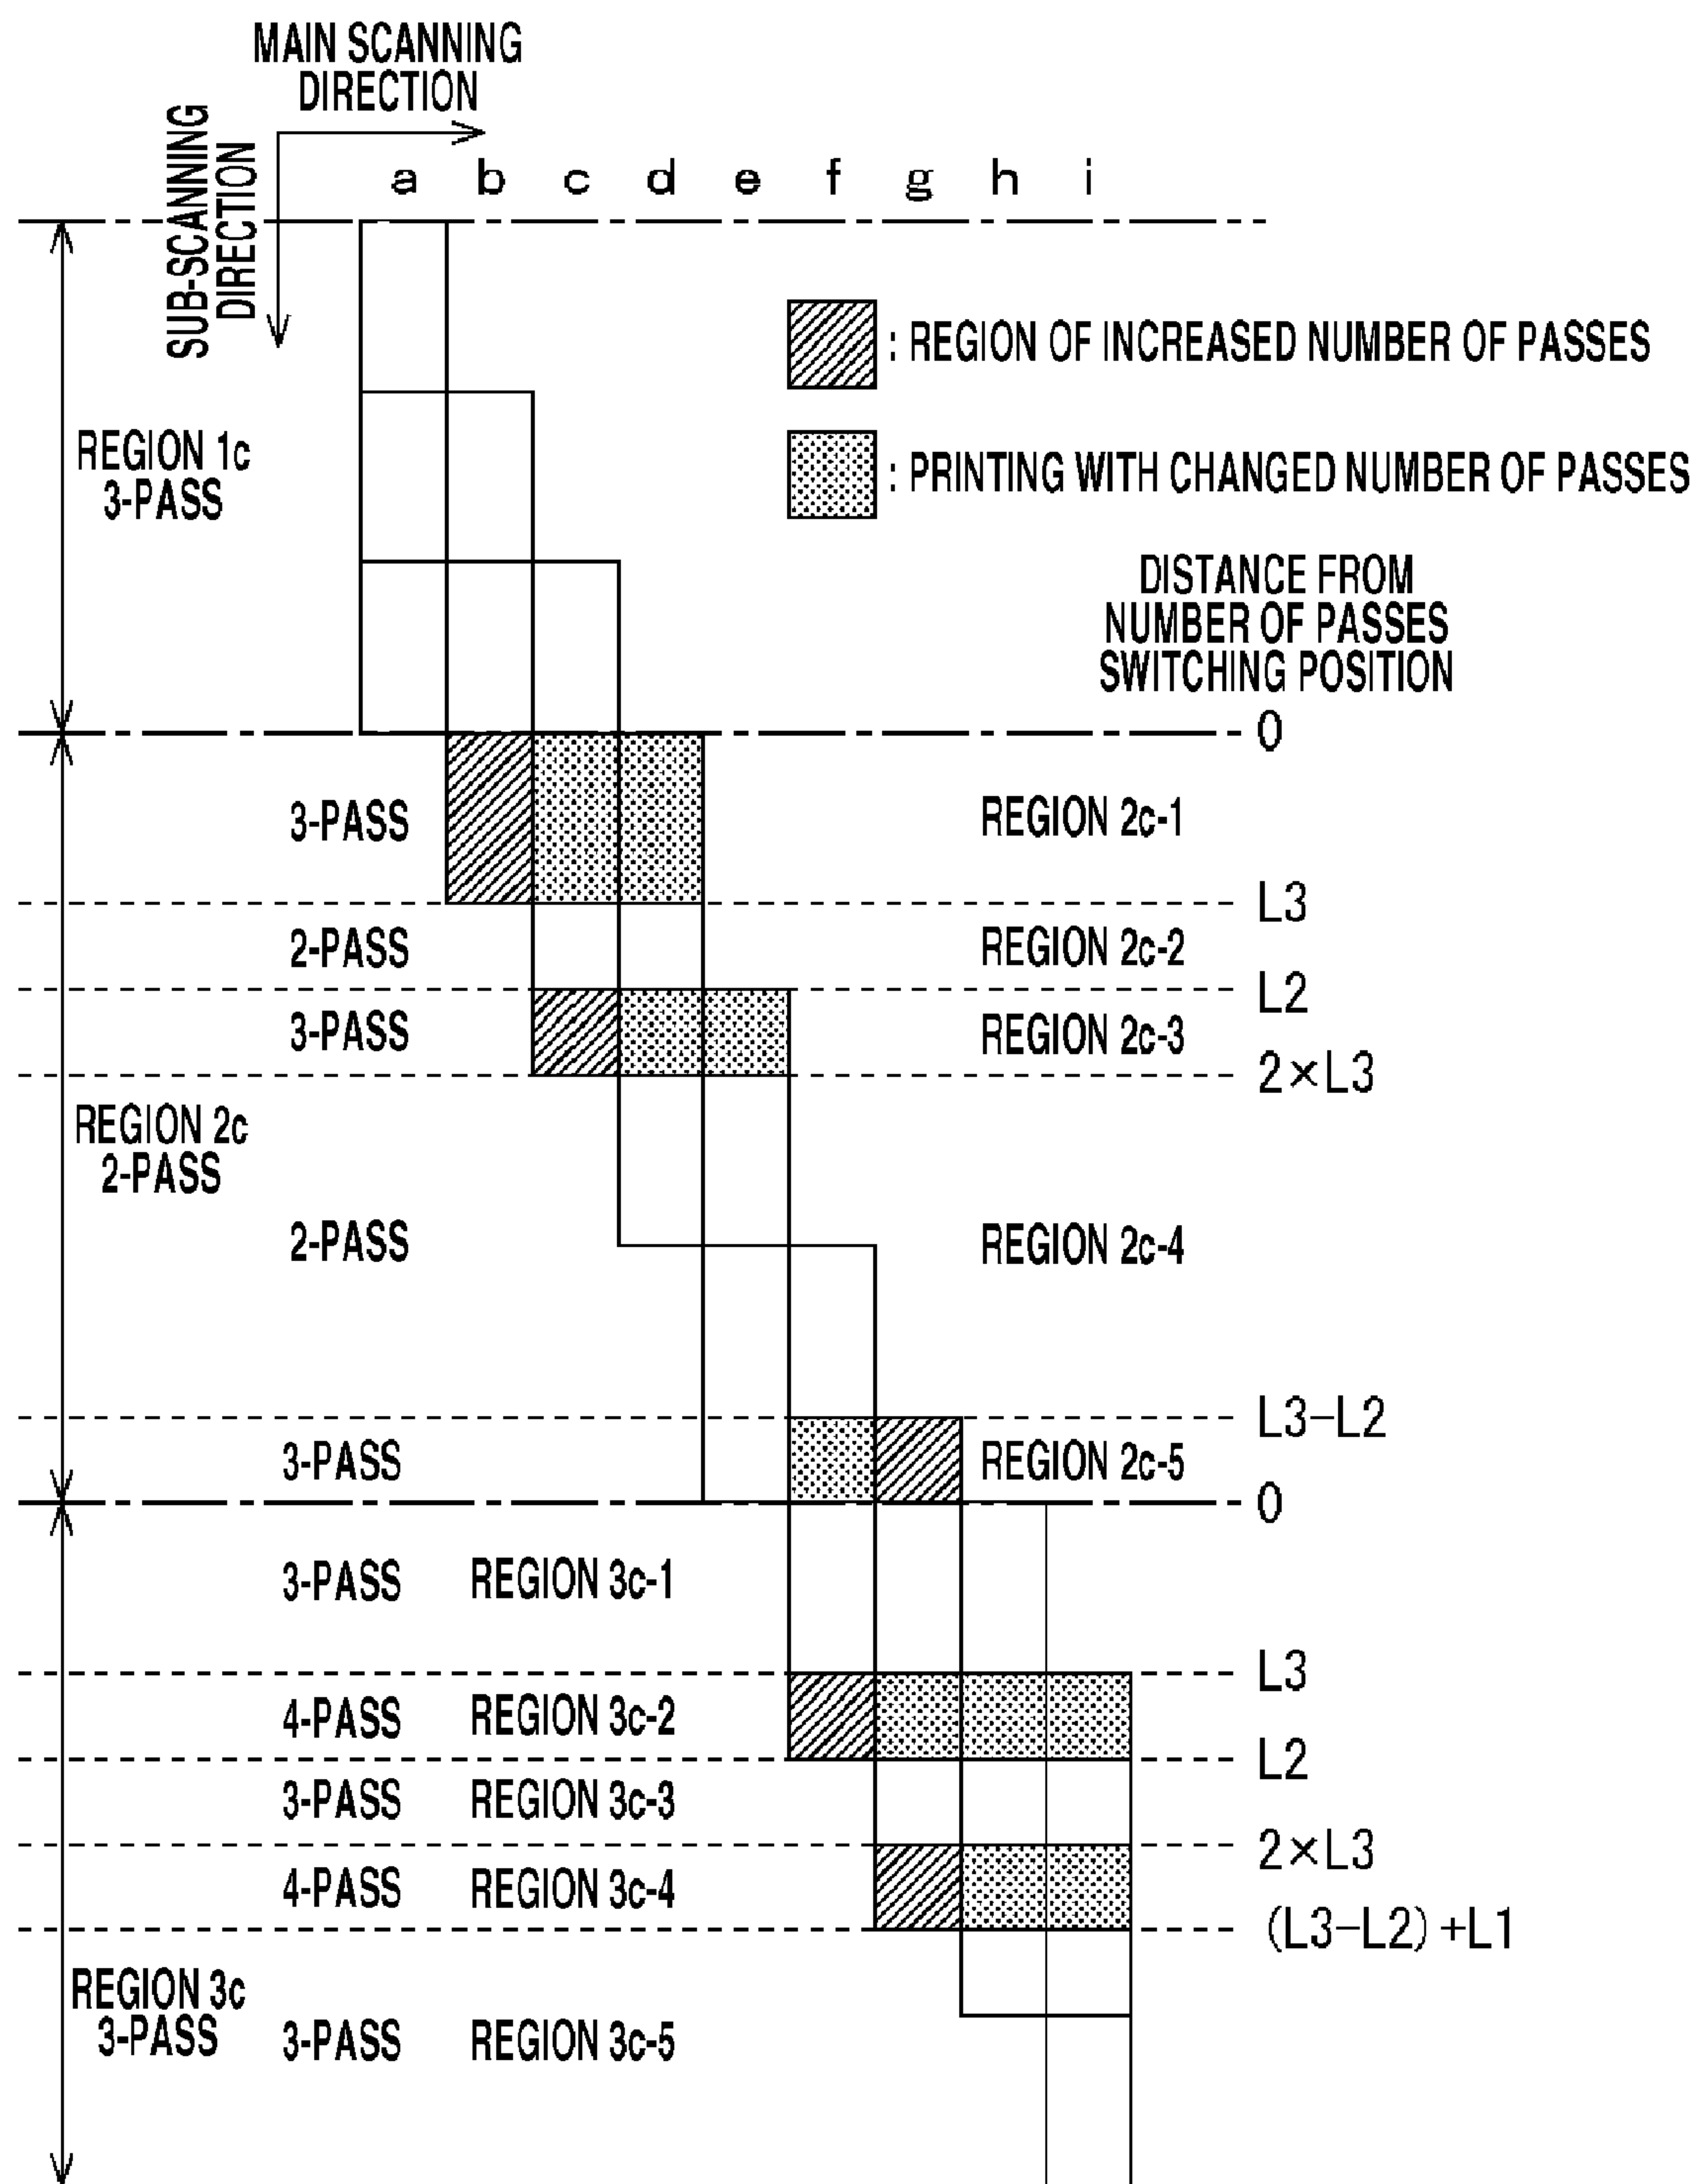 MAIN SCANNING
DIRECTION
SUB-SCANNING
DIRECTION
a b c d e f g h i
: REGION OF INCREASED NUMBER OF PASSES
: PRINTING WITH CHANGED NUMBER OF PASSES
REGION 1c
3-PASS
DISTANCE FROM
NUMBER OF PASSES
SWITCHING POSITION
0
3-PASS REGION 2c-1
L3
2-PASS REGION 2c-2
L2
3-PASS REGION 2c-3
2×L3
REGION 2c
2-PASS
2-PASS REGION 2c-4
L3-L2
3-PASS REGION 2c-5
0
3-PASS REGION 3c-1
L3
4-PASS REGION 3c-2
L2
3-PASS REGION 3c-3
2×L3
4-PASS REGION 3c-4
(L3-L2)+L1
REGION 3c
3-PASS
3-PASS REGION 3c-5